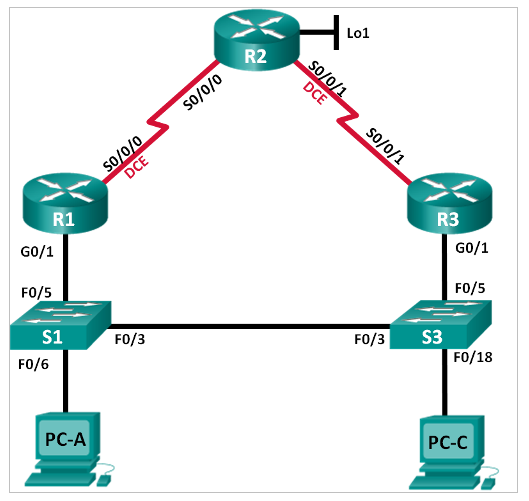 Lo1
R2
S0/0/0
S0/0/1
DCE
S0/0/0
DCE
S0/0/1
R1
R3
G0/1
G0/1
F0/5
F0/5
S1
F0/3
F0/3
S3
F0/6
F0/18
PC-A
PC-C